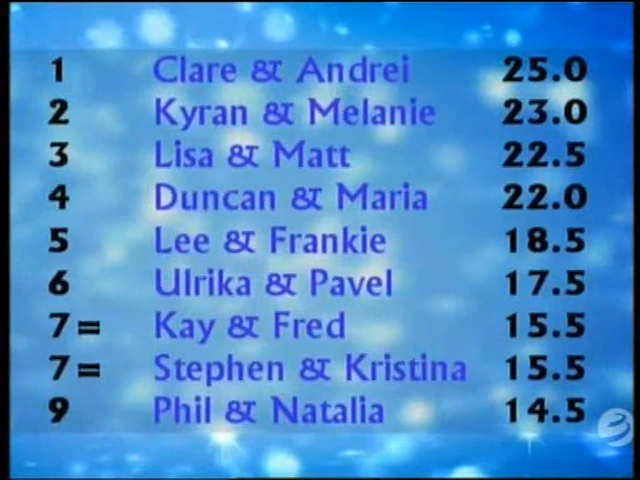 1 Clare & Andrei 25.0
2 Kyran & Melanie 23.0
3 Lisa & Matt 22.5
4 Duncan & Maria 22.0
5 Lee & Frankie 18.5
6 Ulrika & Pavel 17.5
7= Kay & Fred 15.5
7= Stephen & Kristina 15.5
9 Phil & Natalia 14.5